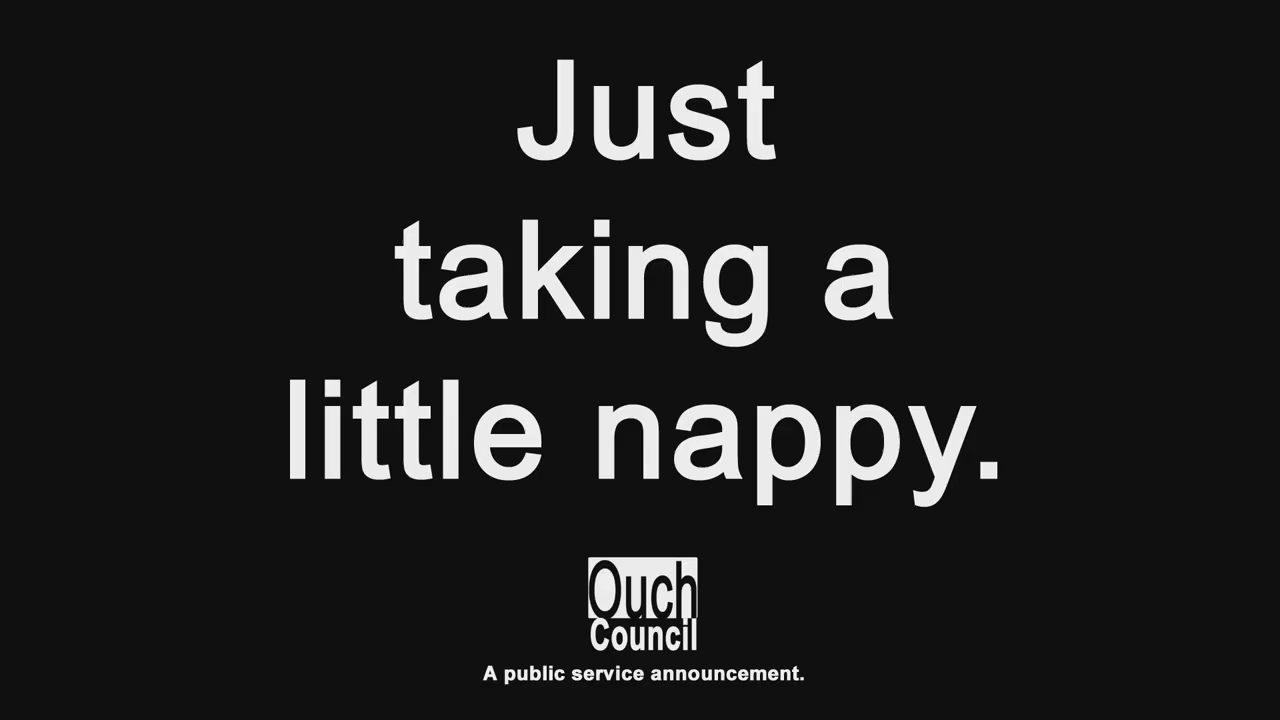 Just
taking a
little nappy.
Ouch
Council
A public service announcement.